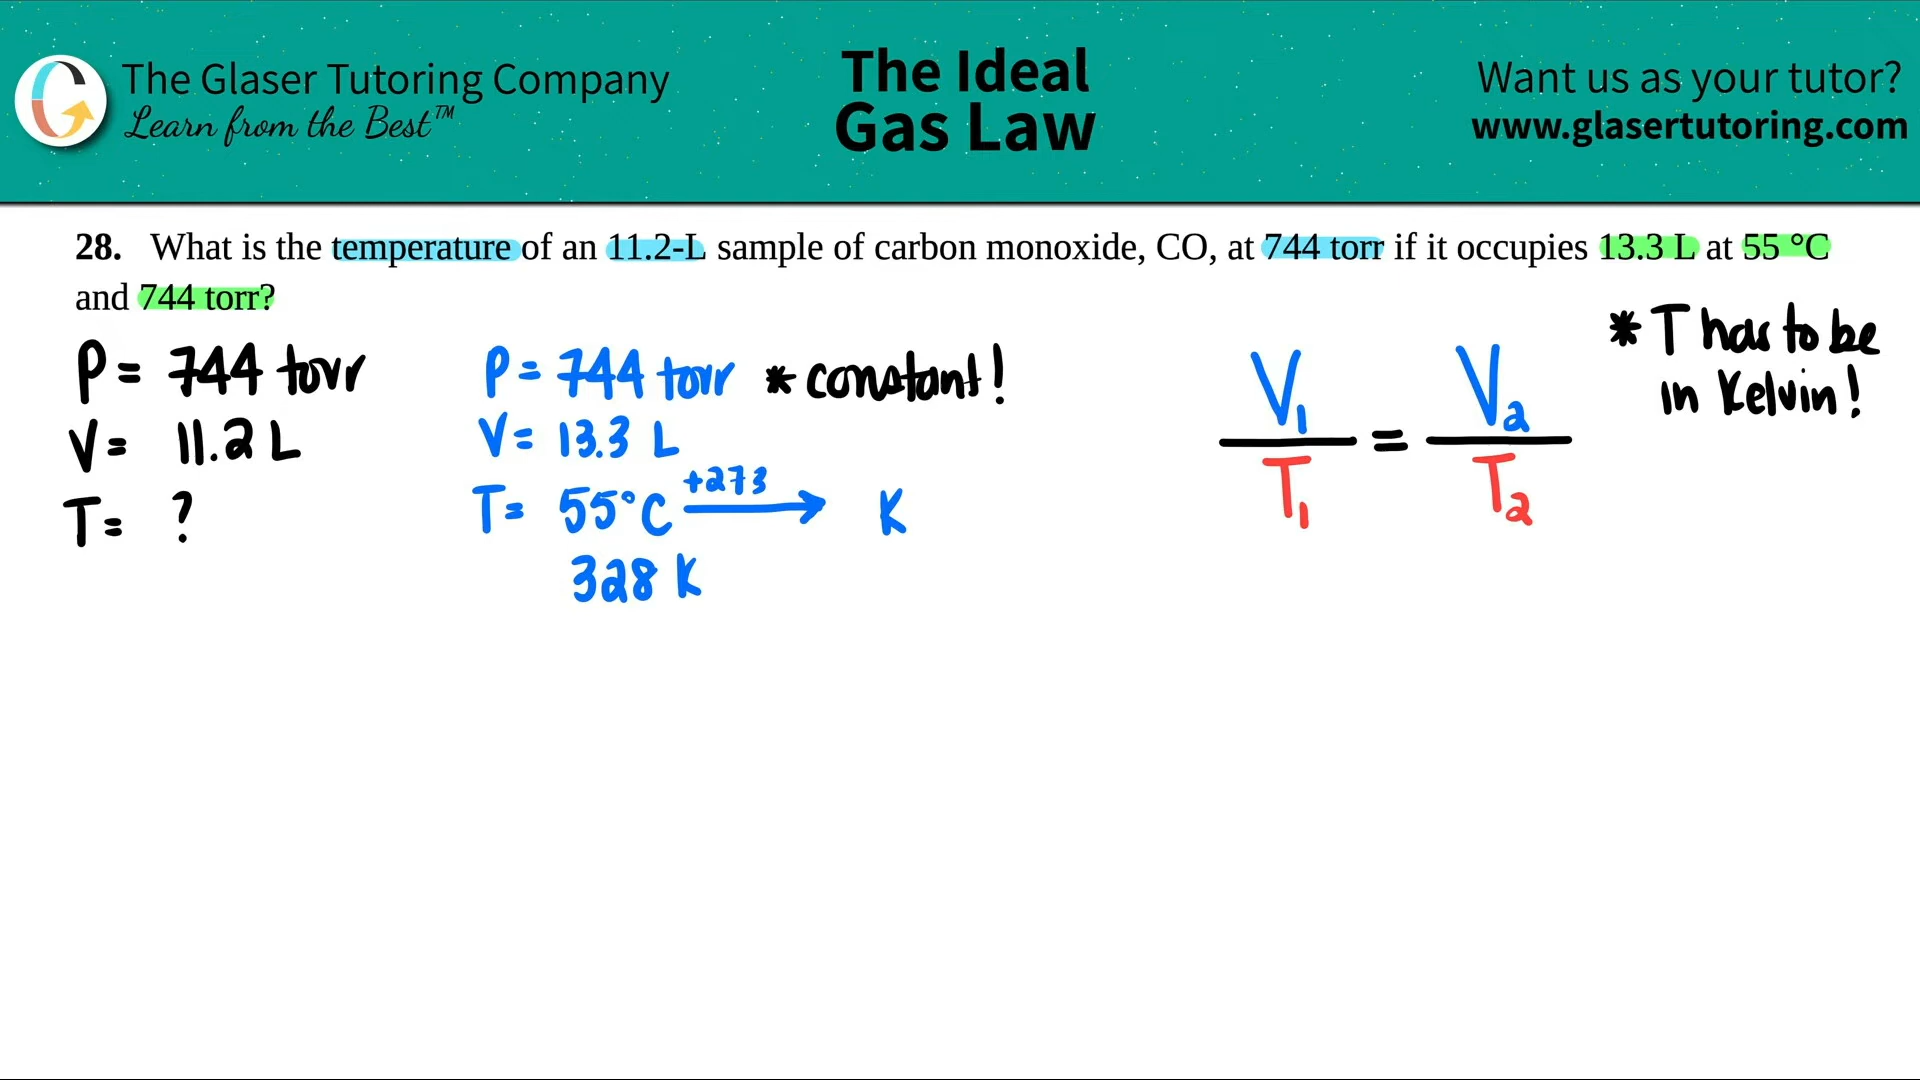 The Glaser Tutoring Company
Learn from the Best™
The Ideal
Gas Law
Want us as your tutor?
www.glasertutoring.com
28. What is the temperature of an 11.2-L sample of carbon monoxide, CO, at 744 torr if it occupies 13.3 L at 55 °C
and 744 torr?
P = 744 torr
V = 11.2 L
T = ?
P = 744 torr * constant!
V = 13.3 L
T = 55°C +273 → K
328 K
V₁ = V₂
T₁ T₂
* T has to be
in Kelvin!